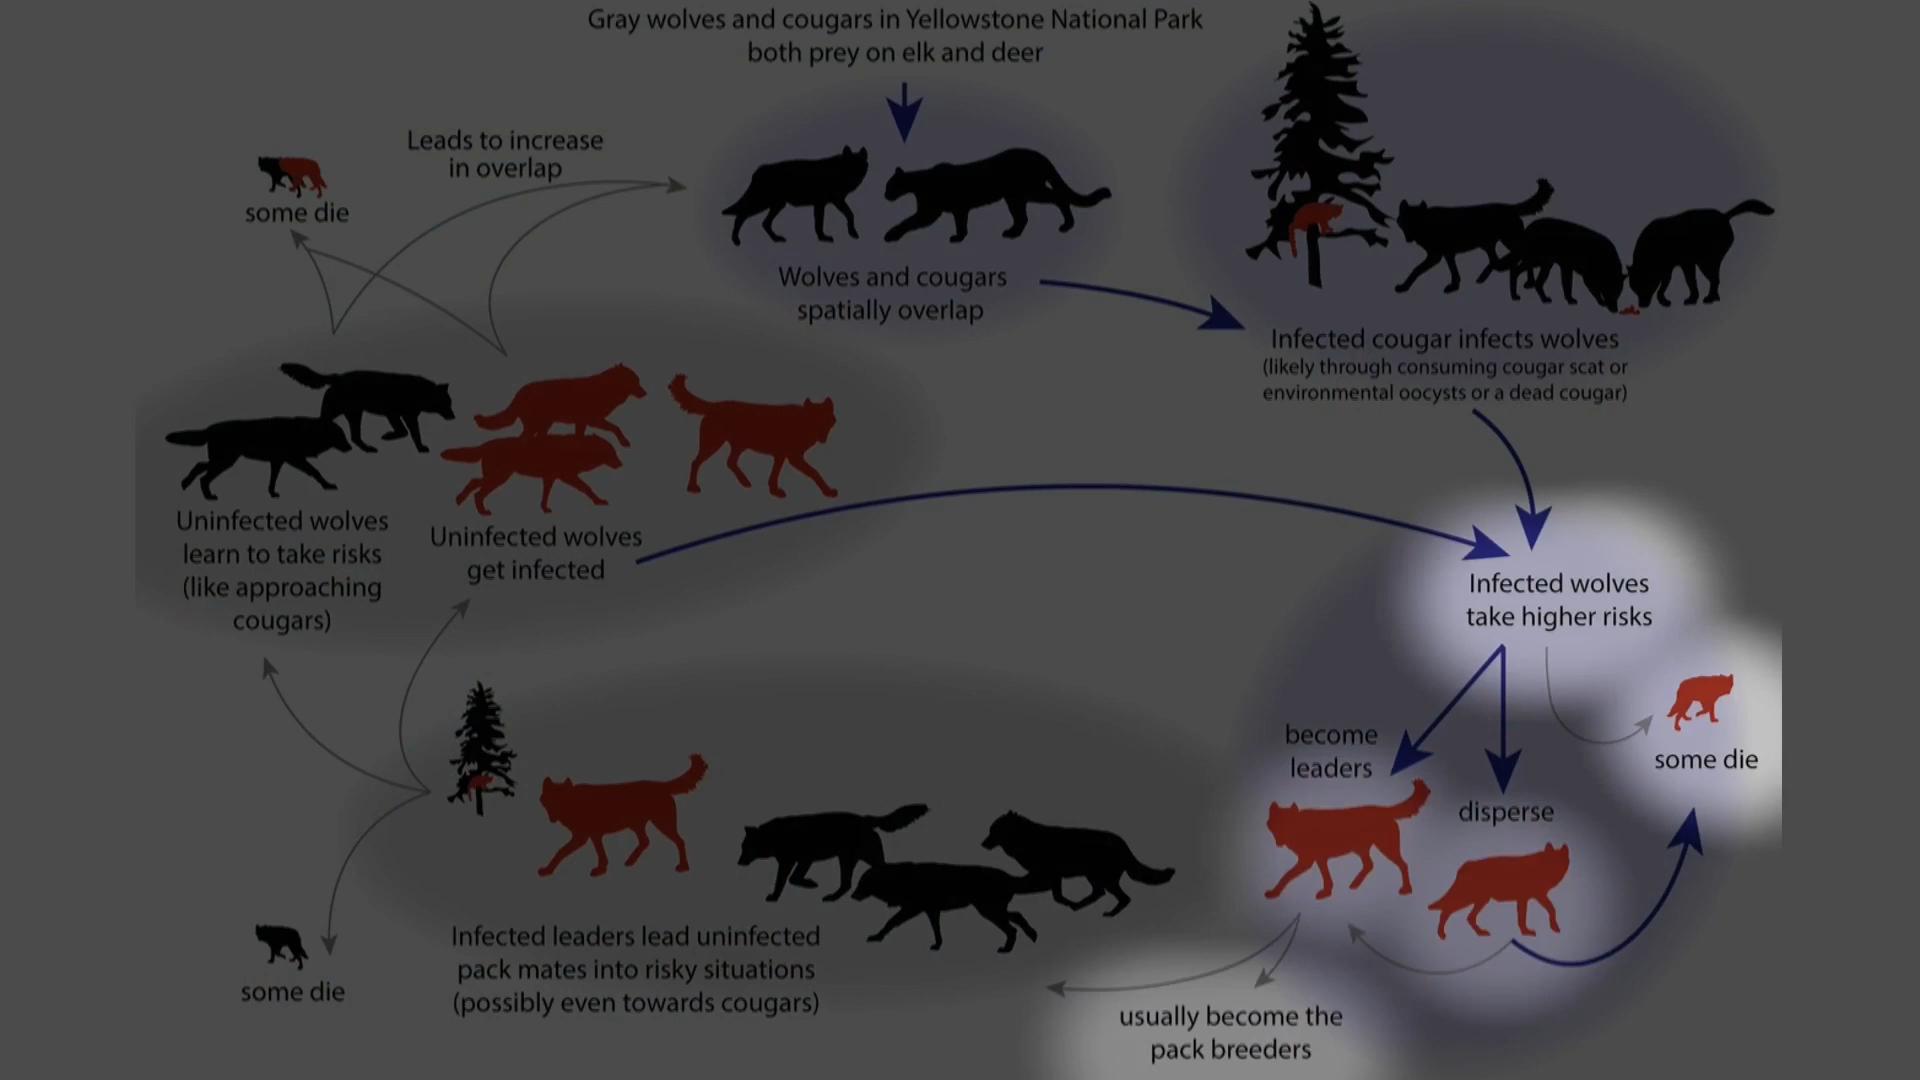 Gray wolves and cougars in Yellowstone National Park
both prey on elk and deer
Leads to increase
in overlap
some die
Wolves and cougars
spatially overlap
Infected cougar infects wolves
(likely through consuming cougar scat or
environmental oocysts or a dead cougar)
Uninfected wolves
learn to take risks
(like approaching
cougars)
Uninfected wolves
get infected
Infected wolves
take higher risks
become
leaders
disperse
some die
Infected leaders lead uninfected
pack mates into risky situations
(possibly even towards cougars)
some die
usually become the
pack breeders